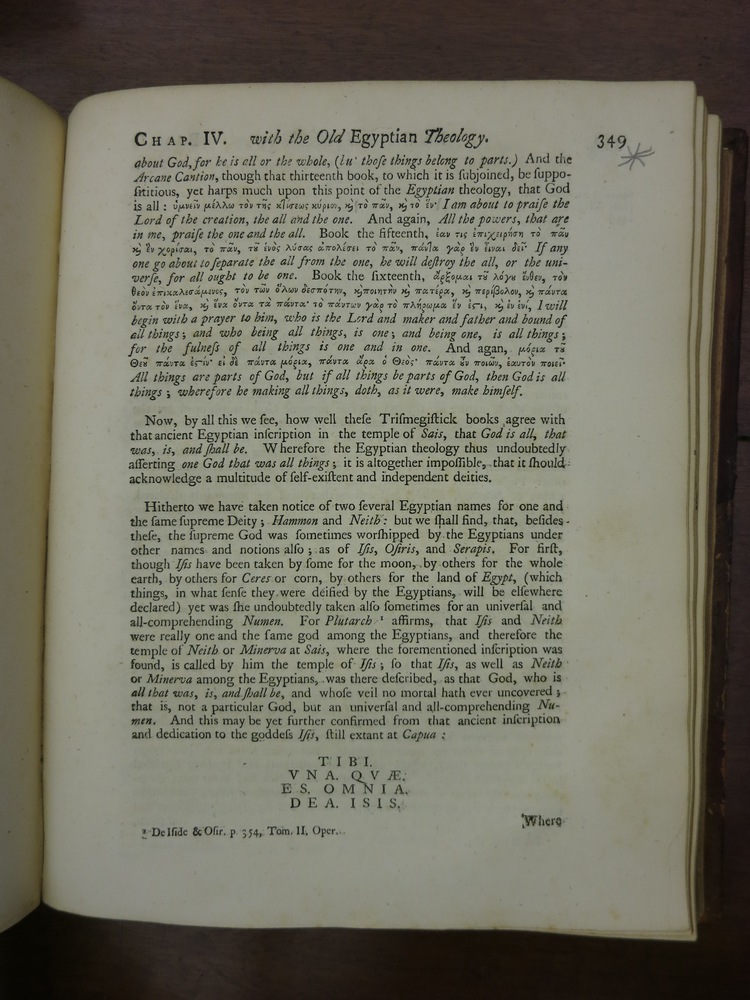 CHAP. IV. with the Old Egyptian Theology. 349
about God, for he is all or the whole, (lu' those things belong to parts.) And the
Arcane Cantion, though that thirteenth book, to which it is subjoined, be suppo-
sititious, yet harps much upon this point of the Egyptian theology, that God
is all: ὑμνεῖν μέλλω τὸν τῆς κτίσεως κύριον, ϗ τὸ πᾶν, ϗ τὸ ἕν· I am about to praise the
Lord of the creation, the all and the one. And again, All the powers, that are
in me, praise the one and the all. Book the fifteenth, ἐάν τις ἐπιχειρήσῃ τὸ πᾶν
ϗ ἓν χορίσαι, τὸ πᾶν, τȣ͂ ἑνὸς λύσας ἀπολέσει τὸ πᾶν, πάντα γὰρ ἓν εἶναι δεῖ· If any
one go about to separate the all from the one, he will destroy the all, or the uni-
verse, for all ought to be one. Book the sixteenth, ἄρξομαι τȣ͂ λόγȣ ἔνθεν, τὸν
θεὸν ἐπικαλεσάμενος, τὸν τῶν ὅλων δεσπότην, ϗ ποιητὴν ϗ πατέρα, ϗ περίβολον, ϗ πάντα
ὄντα τὸν ἕνα, ϗ ἕνα ὄντα τὰ πάντα· τὸ πάντων γὰρ τὸ πλήρωμα ἕν ἐστι, ϗ ἐν ἑνί, I will
begin with a prayer to him, who is the Lord and maker and father and bound of
all things; and who being all things, is one; and being one, is all things;
for the fulness of all things is one and in one. And agan, μόρια τȣ͂
Θεȣ͂ πάντα ἐστίν· εἰ δὲ πάντα μόρια, πάντα ἄρα ὁ Θεός· πάντα ȣ͂ν ποιῶν, ἑαυτὸν ποιεῖ·
All things are parts of God, but if all things be parts of God, then God is all
things; wherefore he making all things, doth, as it were, make himself.
Now, by all this we see, how well these Trismegistick books agree with
that ancient Egyptian inscription in the temple of Sais, that God is all, that
was, is, and shall be. Wherefore the Egyptian theology thus undoubtedly
asserting one God that was all things; it is altogether impossible, that it should
acknowledge a multitude of self-existent and independent deities.
Hitherto we have taken notice of two several Egyptian names for one and
the same supreme Deity; Hammon and Neith: but we shall find, that, besides
these, the supreme God was sometimes worshipped by the Egyptians under
other names and notions also; as of Isis, Osiris, and Serapis. For first,
though Isis have been taken by some for the moon, by others for the whole
earth, by others for Ceres or corn, by others for the land of Egypt, (which
things, in what sense they were deified by the Egyptians, will be elsewhere
declared) yet was she undoubtedly taken also sometimes for an universal and
all-comprehending Numen. For Plutarch ¹ affirms, that Isis and Neith
were really one and the same god among the Egyptians, and therefore the
temple of Neith or Minerva at Sais, where the forementioned inscription was
found, is called by him the temple of Isis; so that Isis, as well as Neith
or Minerva among the Egyptians, was there described, as that God, who is
all that was, is, and shall be, and whose veil no mortal hath ever uncovered;
that is, not a particular God, but an universal and all-comprehending Nu-
men. And this may be yet further confirmed from that ancient inscription
and dedication to the goddess Isis, still extant at Capua:
TIBI.
VNA. QVÆ.
ES. OMNIA.
DEA. ISIS.
De Iside & Osir. p. 354, Tom. II, Oper.
Where